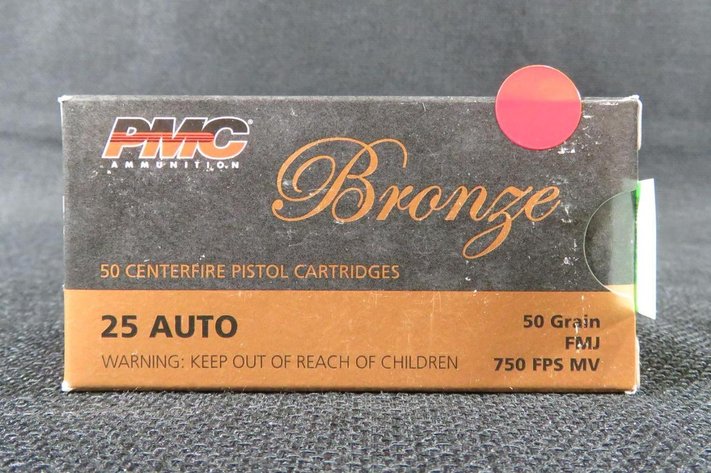 PMC®
AMMUNITION
Bronze
50 CENTERFIRE PISTOL CARTRIDGES
25 AUTO
50 Grain
FMJ
WARNING: KEEP OUT OF REACH OF CHILDREN
750 FPS MV